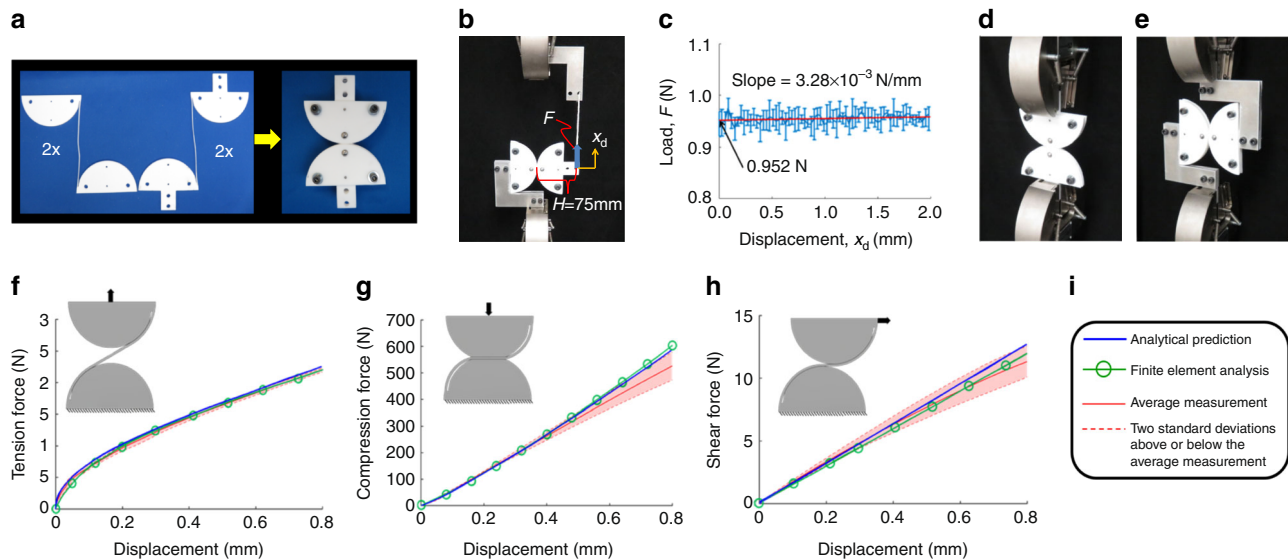 a
2x
2x
b
F
x_d
H=75mm
c
1.1
1.0
0.9
0.8
Load, F (N)
Slope = 3.28×10⁻³ N/mm
0.952 N
0.0 0.5 1.0 1.5 2.0
Displacement, x_d (mm)
d
e
f
Tension force (N)
3
5
2
5
1
5
0
0 0.2 0.4 0.6 0.8
Displacement (mm)
g
Compression force (N)
700
600
500
400
300
200
100
0
0 0.2 0.4 0.6 0.8
Displacement (mm)
h
Shear force (N)
15
10
5
0
0 0.2 0.4 0.6 0.8
Displacement (mm)
i
Analytical prediction
Finite element analysis
Average measurement
Two standard deviations
above or below the
average measurement